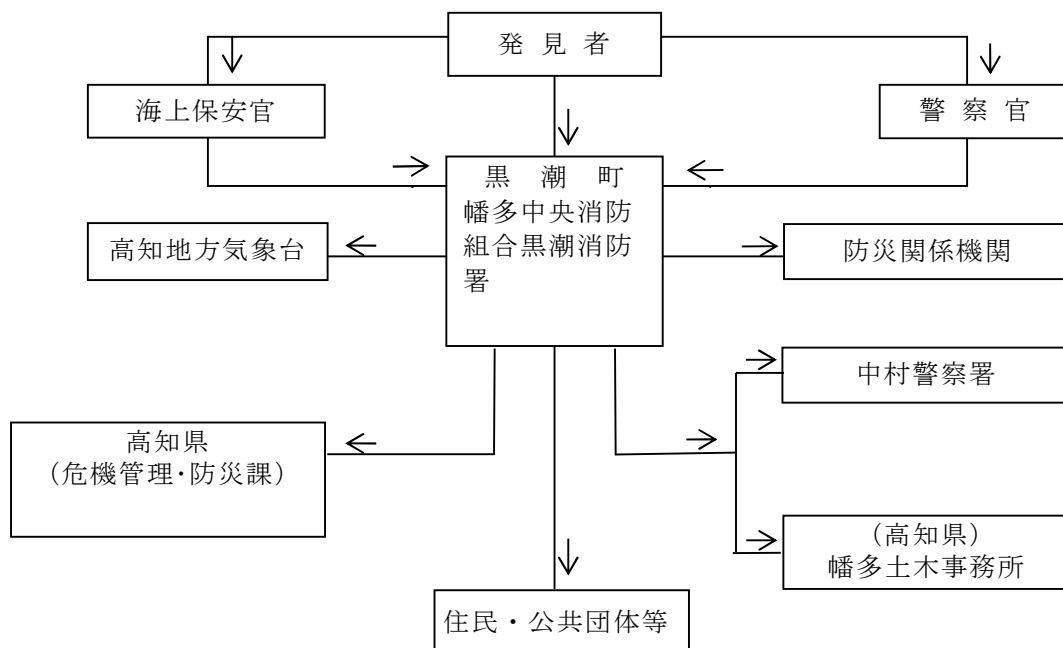 発見者
海上保安官
警察官
黒潮町
幡多中央消防
組合黒潮消防
署
高知地方気象台
防災関係機関
中村警察署
高知県
（危機管理・防災課）
（高知県）
幡多土木事務所
住民・公共団体等